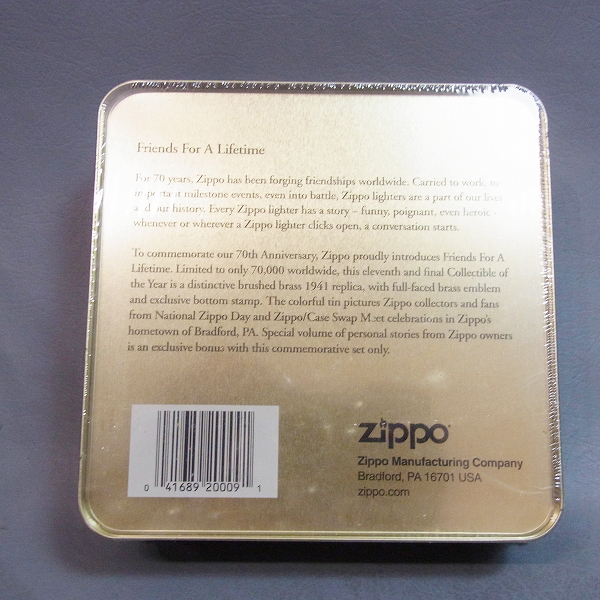 Friends For A Lifetime
For 70 years, Zippo has been forging friendships worldwide. Carried to work, to
important milestone events, even into battle, Zippo lighters are a part of our lives
and our history. Every Zippo lighter has a story – funny, poignant, even heroic -
whenever or wherever a Zippo lighter clicks open, a conversation starts.
To commemorate our 70th Anniversary, Zippo proudly introduces Friends For A
Lifetime. Limited to only 70,000 worldwide, this eleventh and final Collectible of
the Year is a distinctive brushed brass 1941 replica, with full-faced brass emblem
and exclusive bottom stamp. The colorful tin pictures Zippo collectors and fans
from National Zippo Day and Zippo/Case Swap Meet celebrations in Zippo's
hometown of Bradford, PA. Special volume of personal stories from Zippo owners
is an exclusive bonus with this commemorative set only.
0 41689 20009 1
zippo
Zippo Manufacturing Company
Bradford, PA 16701 USA
zippo.com